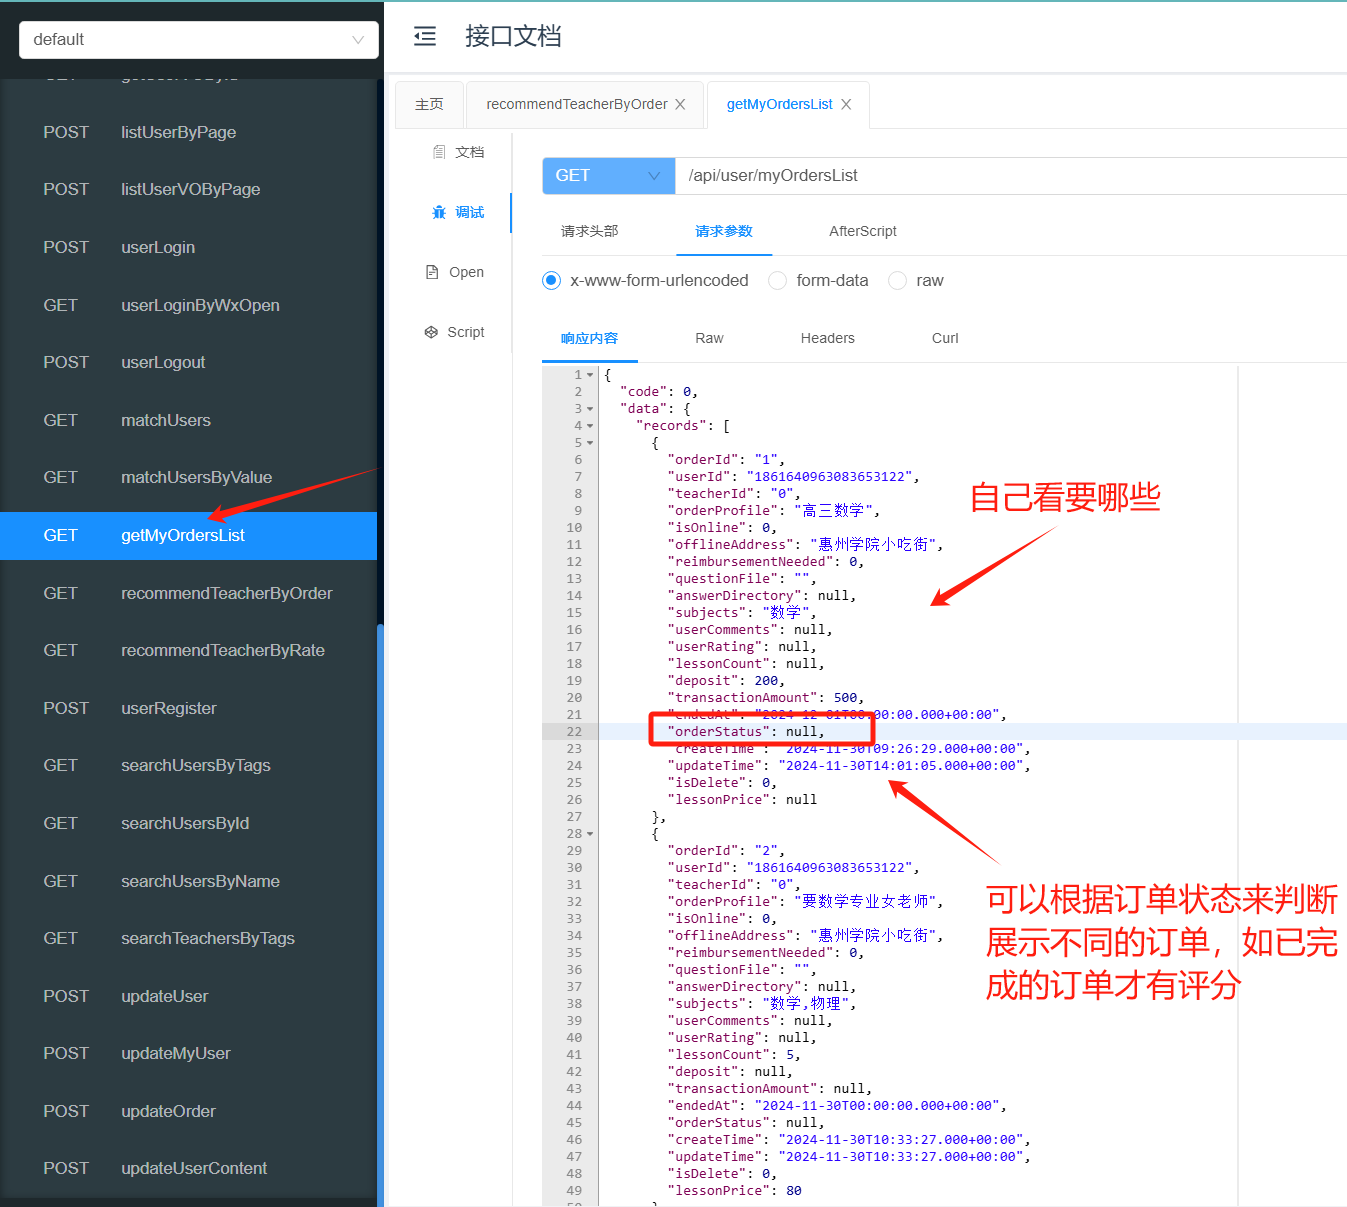 default
接口文档
主页
recommendTeacherByOrder
getMyOrdersList
POST listUserByPage
POST listUserVOByPage
POST userLogin
GET userLoginByWxOpen
POST userLogout
GET matchUsers
GET matchUsersByValue
GET getMyOrdersList
GET recommendTeacherByOrder
GET recommendTeacherByRate
POST userRegister
GET searchUsersByTags
GET searchUsersById
GET searchUsersByName
GET searchTeachersByTags
POST updateUser
POST updateMyUser
POST updateOrder
POST updateUserContent
文档
调试
Open
Script
GET /api/user/myOrdersList
请求头部 请求参数 AfterScript
x-www-form-urlencoded form-data raw
响应内容 Raw Headers Curl
1 {
2 "code": 0,
3 "data": {
4 "records": [
5 {
6 "orderId": "1",
7 "userId": "1861640963083653122",
8 "teacherId": "0",
9 "orderProfile": "高三数学",
10 "isOnline": 0,
11 "offlineAddress": "惠州学院小吃街",
12 "reimbursementNeeded": 0,
13 "questionFile": "",
14 "answerDirectory": null,
15 "subjects": "数学",
16 "userComments": null,
17 "userRating": null,
18 "lessonCount": null,
19 "deposit": 200,
20 "transactionAmount": 500,
21 "endedAt": "2024-12-01T00:00:00.000+00:00",
22 "orderStatus": null,
23 "createTime": "2024-11-30T09:26:29.000+00:00",
24 "updateTime": "2024-11-30T14:01:05.000+00:00",
25 "isDelete": 0,
26 "lessonPrice": null
27 },
28 {
29 "orderId": "2",
30 "userId": "1861640963083653122",
31 "teacherId": "0",
32 "orderProfile": "要数学专业女老师",
33 "isOnline": 0,
34 "offlineAddress": "惠州学院小吃街",
35 "reimbursementNeeded": 0,
36 "questionFile": "",
37 "answerDirectory": null,
38 "subjects": "数学,物理",
39 "userComments": null,
40 "userRating": null,
41 "lessonCount": 5,
42 "deposit": null,
43 "transactionAmount": null,
44 "endedAt": "2024-11-30T00:00:00.000+00:00",
45 "orderStatus": null,
46 "createTime": "2024-11-30T10:33:27.000+00:00",
47 "updateTime": "2024-11-30T10:33:27.000+00:00",
48 "isDelete": 0,
49 "lessonPrice": 80
自己看要哪些
可以根据订单状态来判断
展示不同的订单，如已完
成的订单才有评分